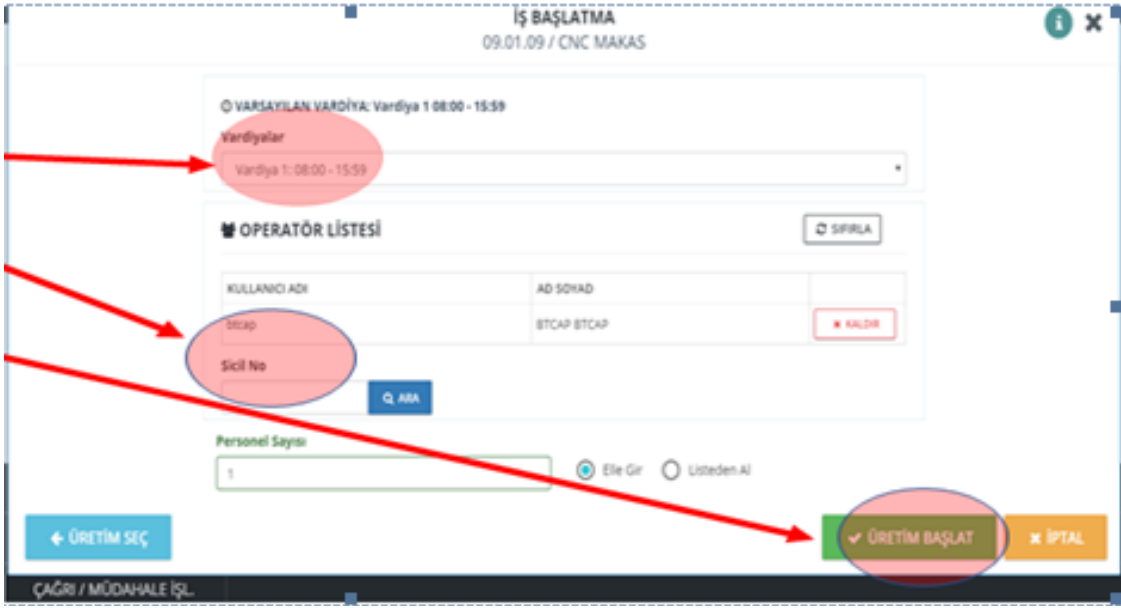 İŞ BAŞLATMA
09.01.09 / CNC MAKAS
VARSAYILAN VARDİYA: Vardiya 1 08:00 - 15:59
Vardiyalar
Vardiya 1: 08:00 - 15:59
OPERATÖR LİSTESİ
SIFIRLA
KULLANICI ADI AD SOYAD
btcap BTCAP BTCAP KALDIR
Sicil No
ARA
Personel Sayısı
1 Elle Gir Listeden Al
ÜRETİM SEÇ ÜRETİM BAŞLAT İPTAL
ÇAĞRI / MÜDAHALE İŞL.